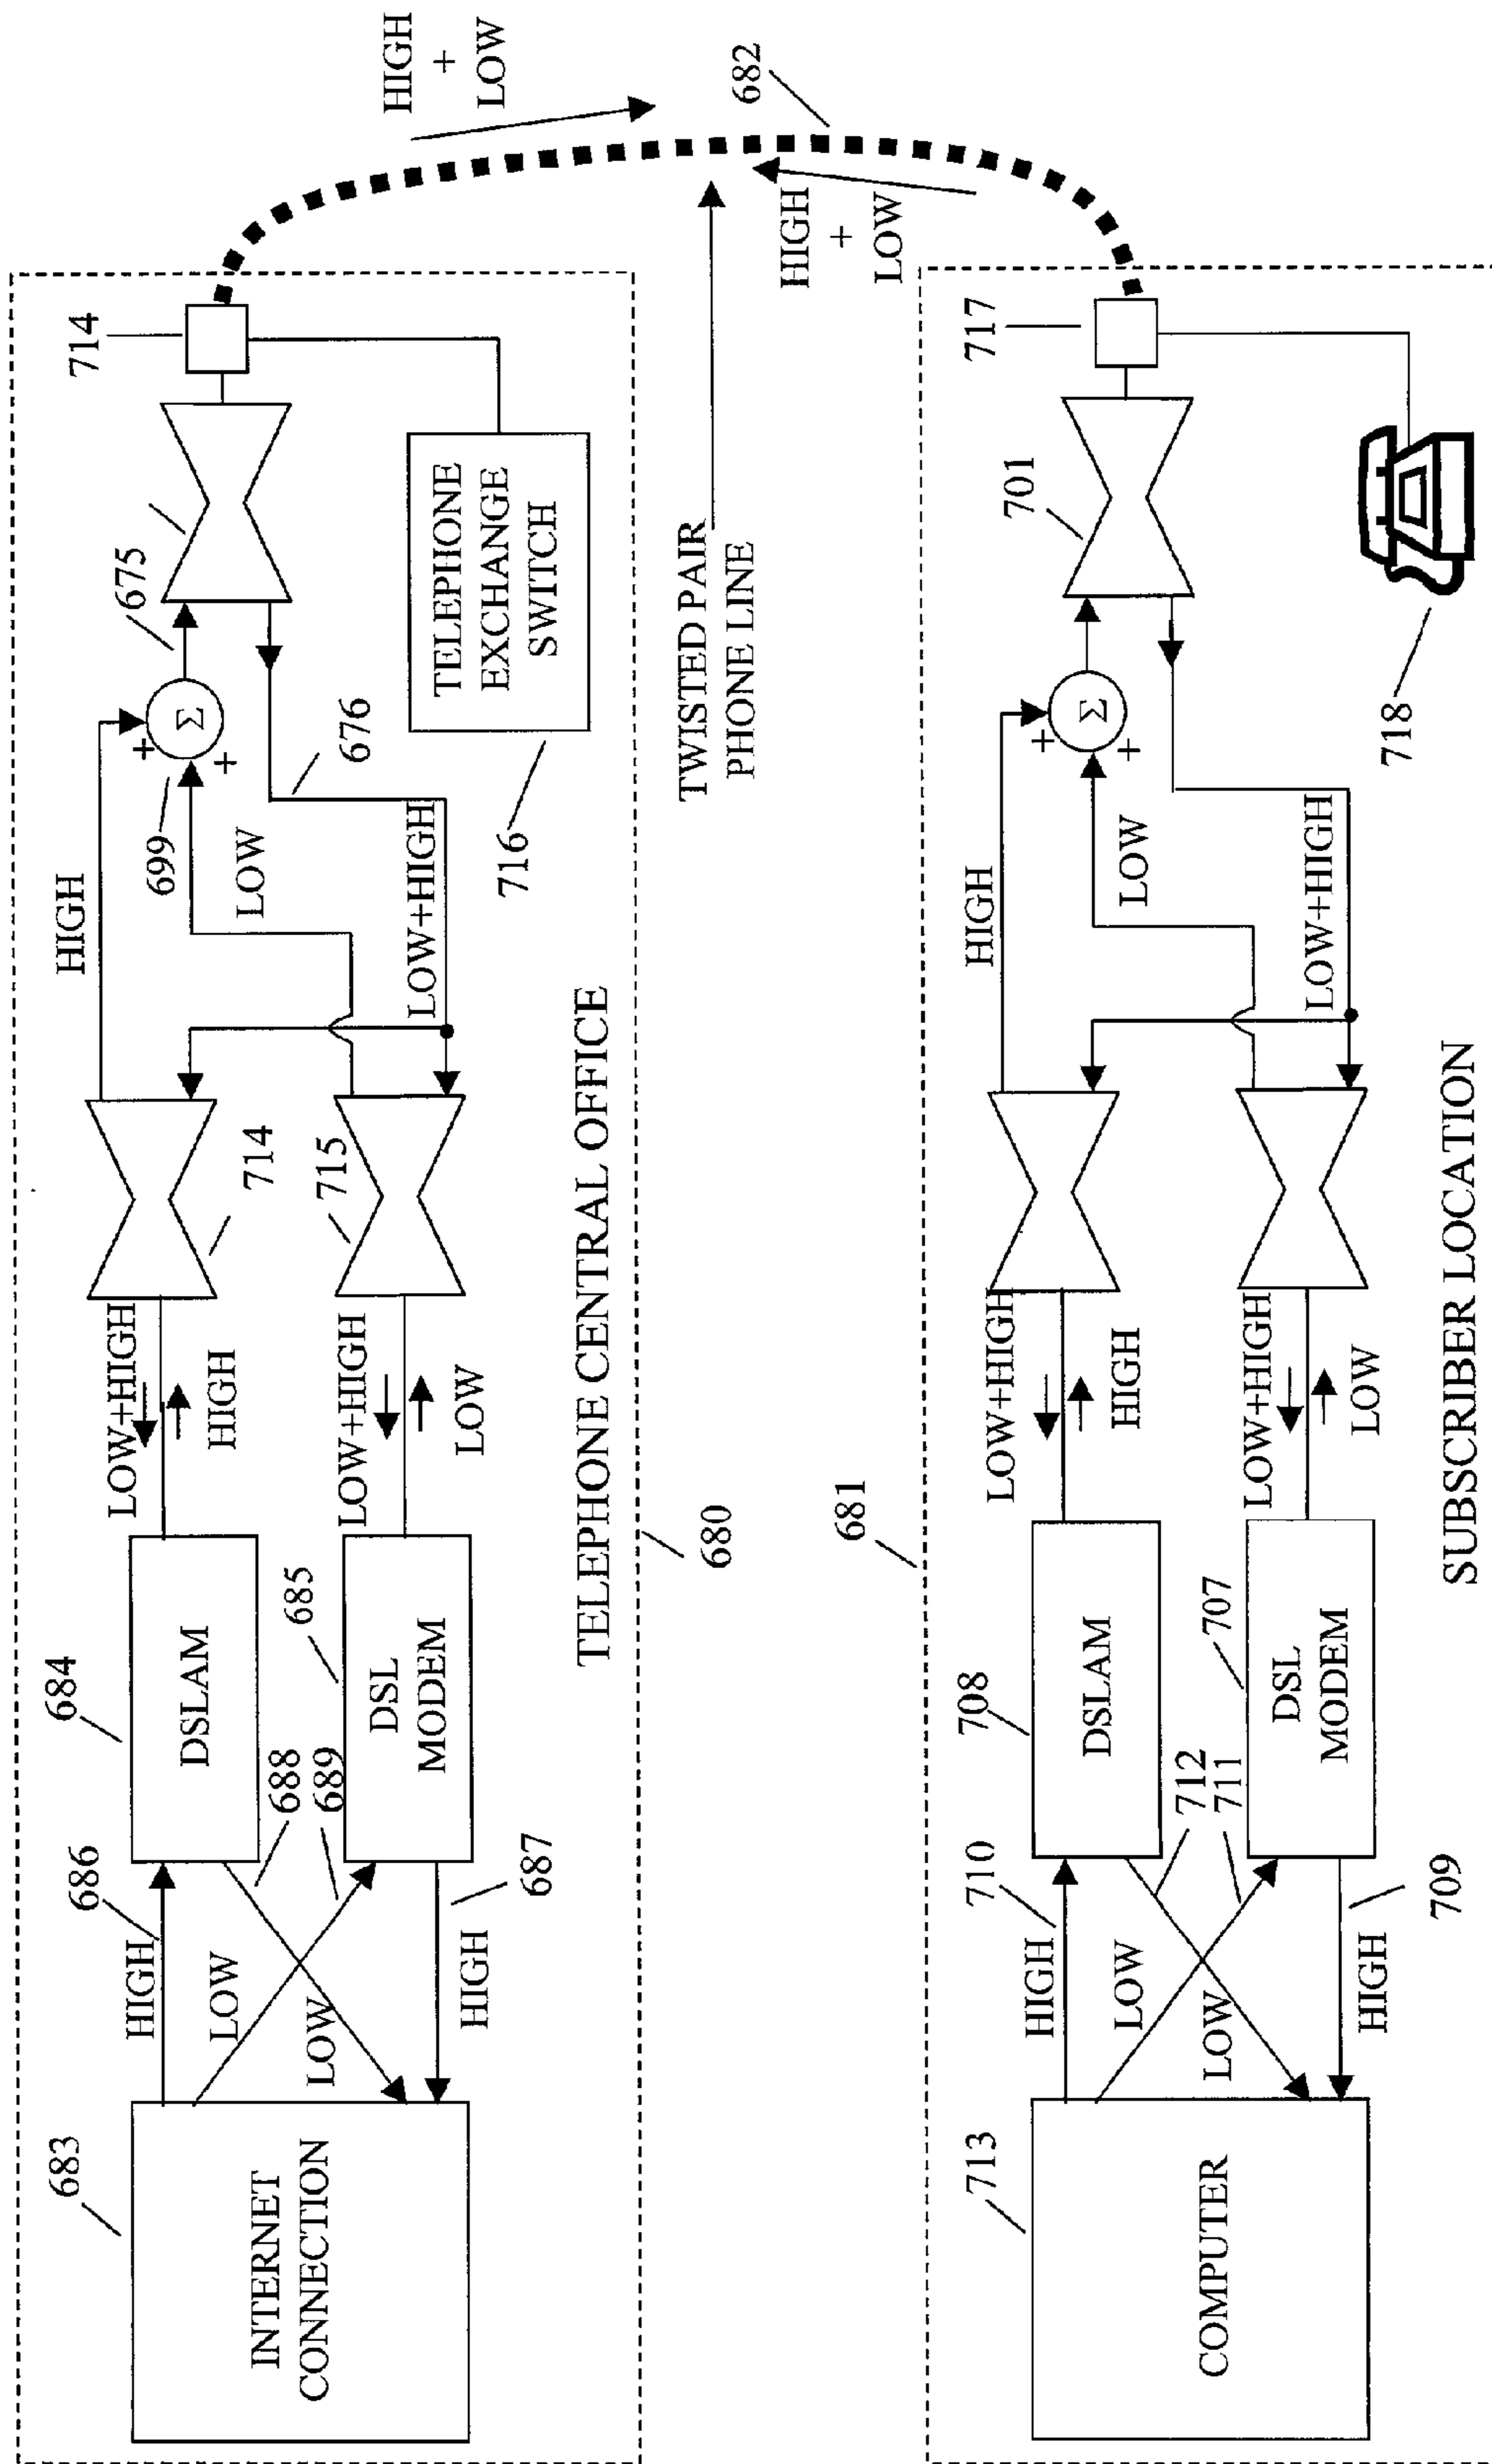 683
INTERNET
CONNECTION
HIGH
686
LOW
LOW
HIGH
687
688
689
684
DSLAM
685
DSL
MODEM
LOW+HIGH
HIGH
LOW+HIGH
LOW
714
715
HIGH
LOW
LOW+HIGH
699
+
+
Σ
676
675
714
TELEPHONE
EXCHANGE
SWITCH
716
TELEPHONE CENTRAL OFFICE
680
TWISTED PAIR
PHONE LINE
HIGH
+
LOW
682
HIGH
+
LOW
681
713
COMPUTER
HIGH
710
LOW
LOW
HIGH
709
712
711
708
DSLAM
707
DSL
MODEM
LOW+HIGH
HIGH
LOW+HIGH
LOW
HIGH
LOW
LOW+HIGH
+
+
Σ
701
717
718
SUBSCRIBER LOCATION